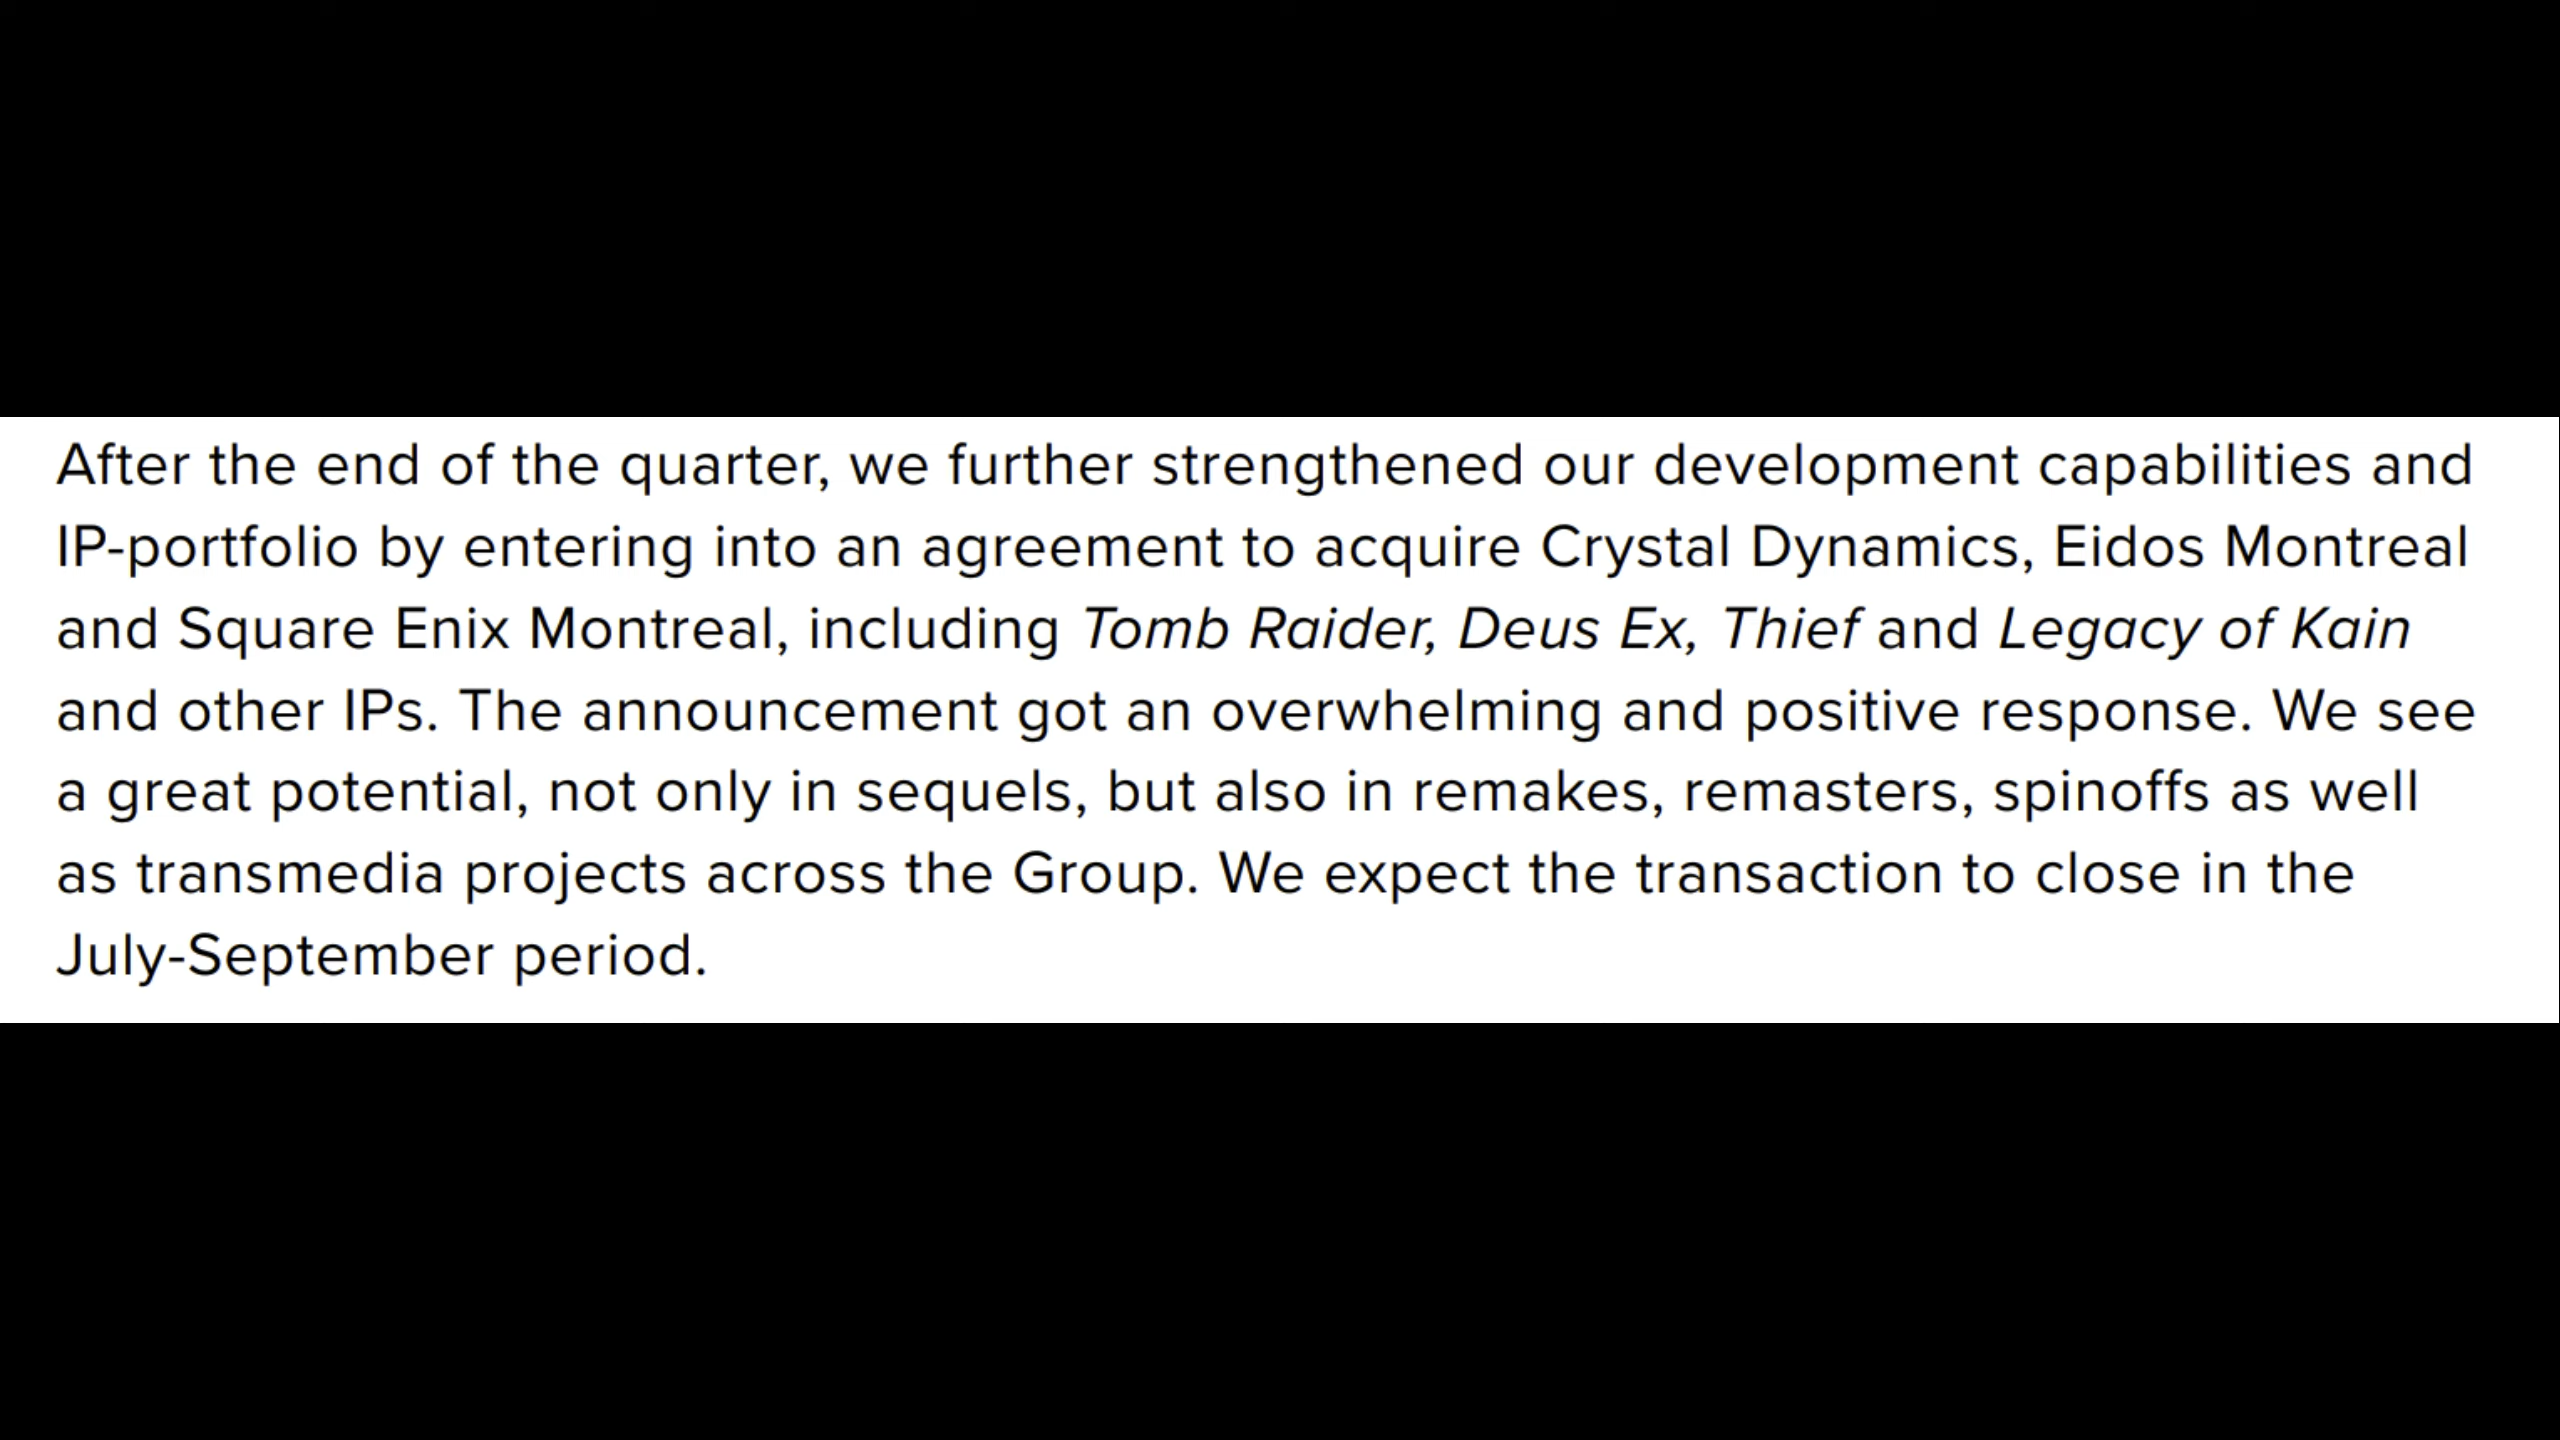 After the end of the quarter, we further strengthened our development capabilities and
IP-portfolio by entering into an agreement to acquire Crystal Dynamics, Eidos Montreal
and Square Enix Montreal, including Tomb Raider, Deus Ex, Thief and Legacy of Kain
and other IPs. The announcement got an overwhelming and positive response. We see
a great potential, not only in sequels, but also in remakes, remasters, spinoffs as well
as transmedia projects across the Group. We expect the transaction to close in the
July-September period.